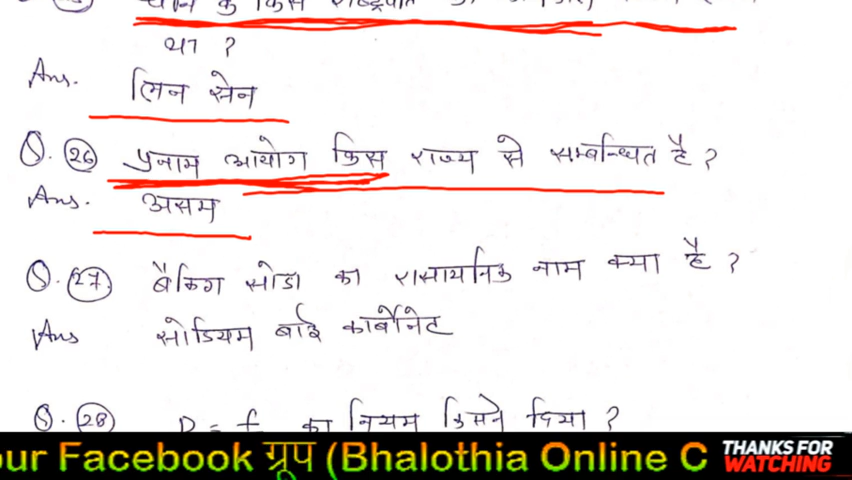 के किस
था ?
Ans. लिन सेन
Q. 26 प्रनाम आयोग किस राज्य से सम्बन्धित है ?
Ans. असम
Q. 27 बैकिंग सोडा का रासायनिक नाम क्या है ?
Ans सोडियम बाई कार्बोनेट
Q. 28 का नियम किसने दिया ?
our Facebook ग्रूप (Bhalothia Online C
THANKS FOR
WATCHING